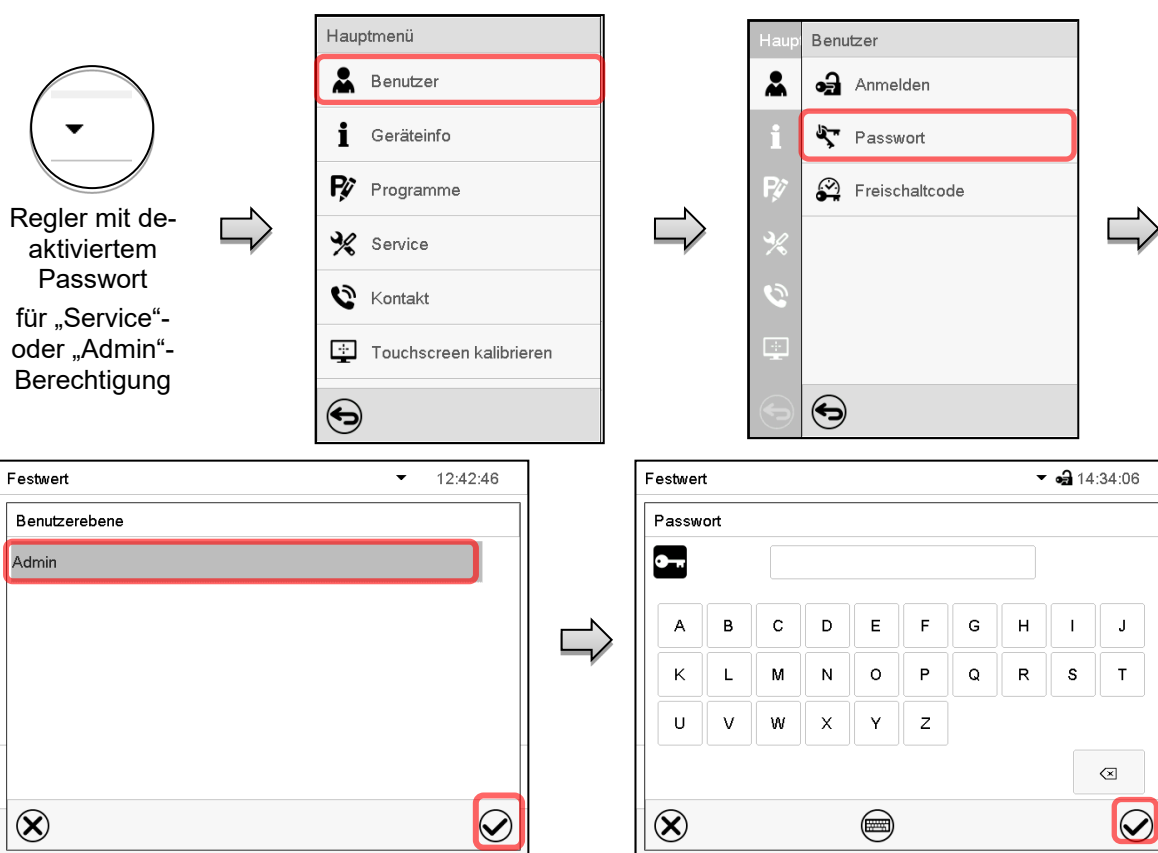 Regler mit de-
aktiviertem
Passwort
für „Service“-
oder „Admin“-
Berechtigung
Hauptmenü
Benutzer
Geräteinfo
Programme
Service
Kontakt
Touchscreen kalibrieren
Haupt
Benutzer
Anmelden
Passwort
Freischaltcode
Festwert 12:42:46
Benutzerebene
Admin
Festwert 14:34:06
Passwort
A B C D E F G H I J
K L M N O P Q R S T
U V W X Y Z